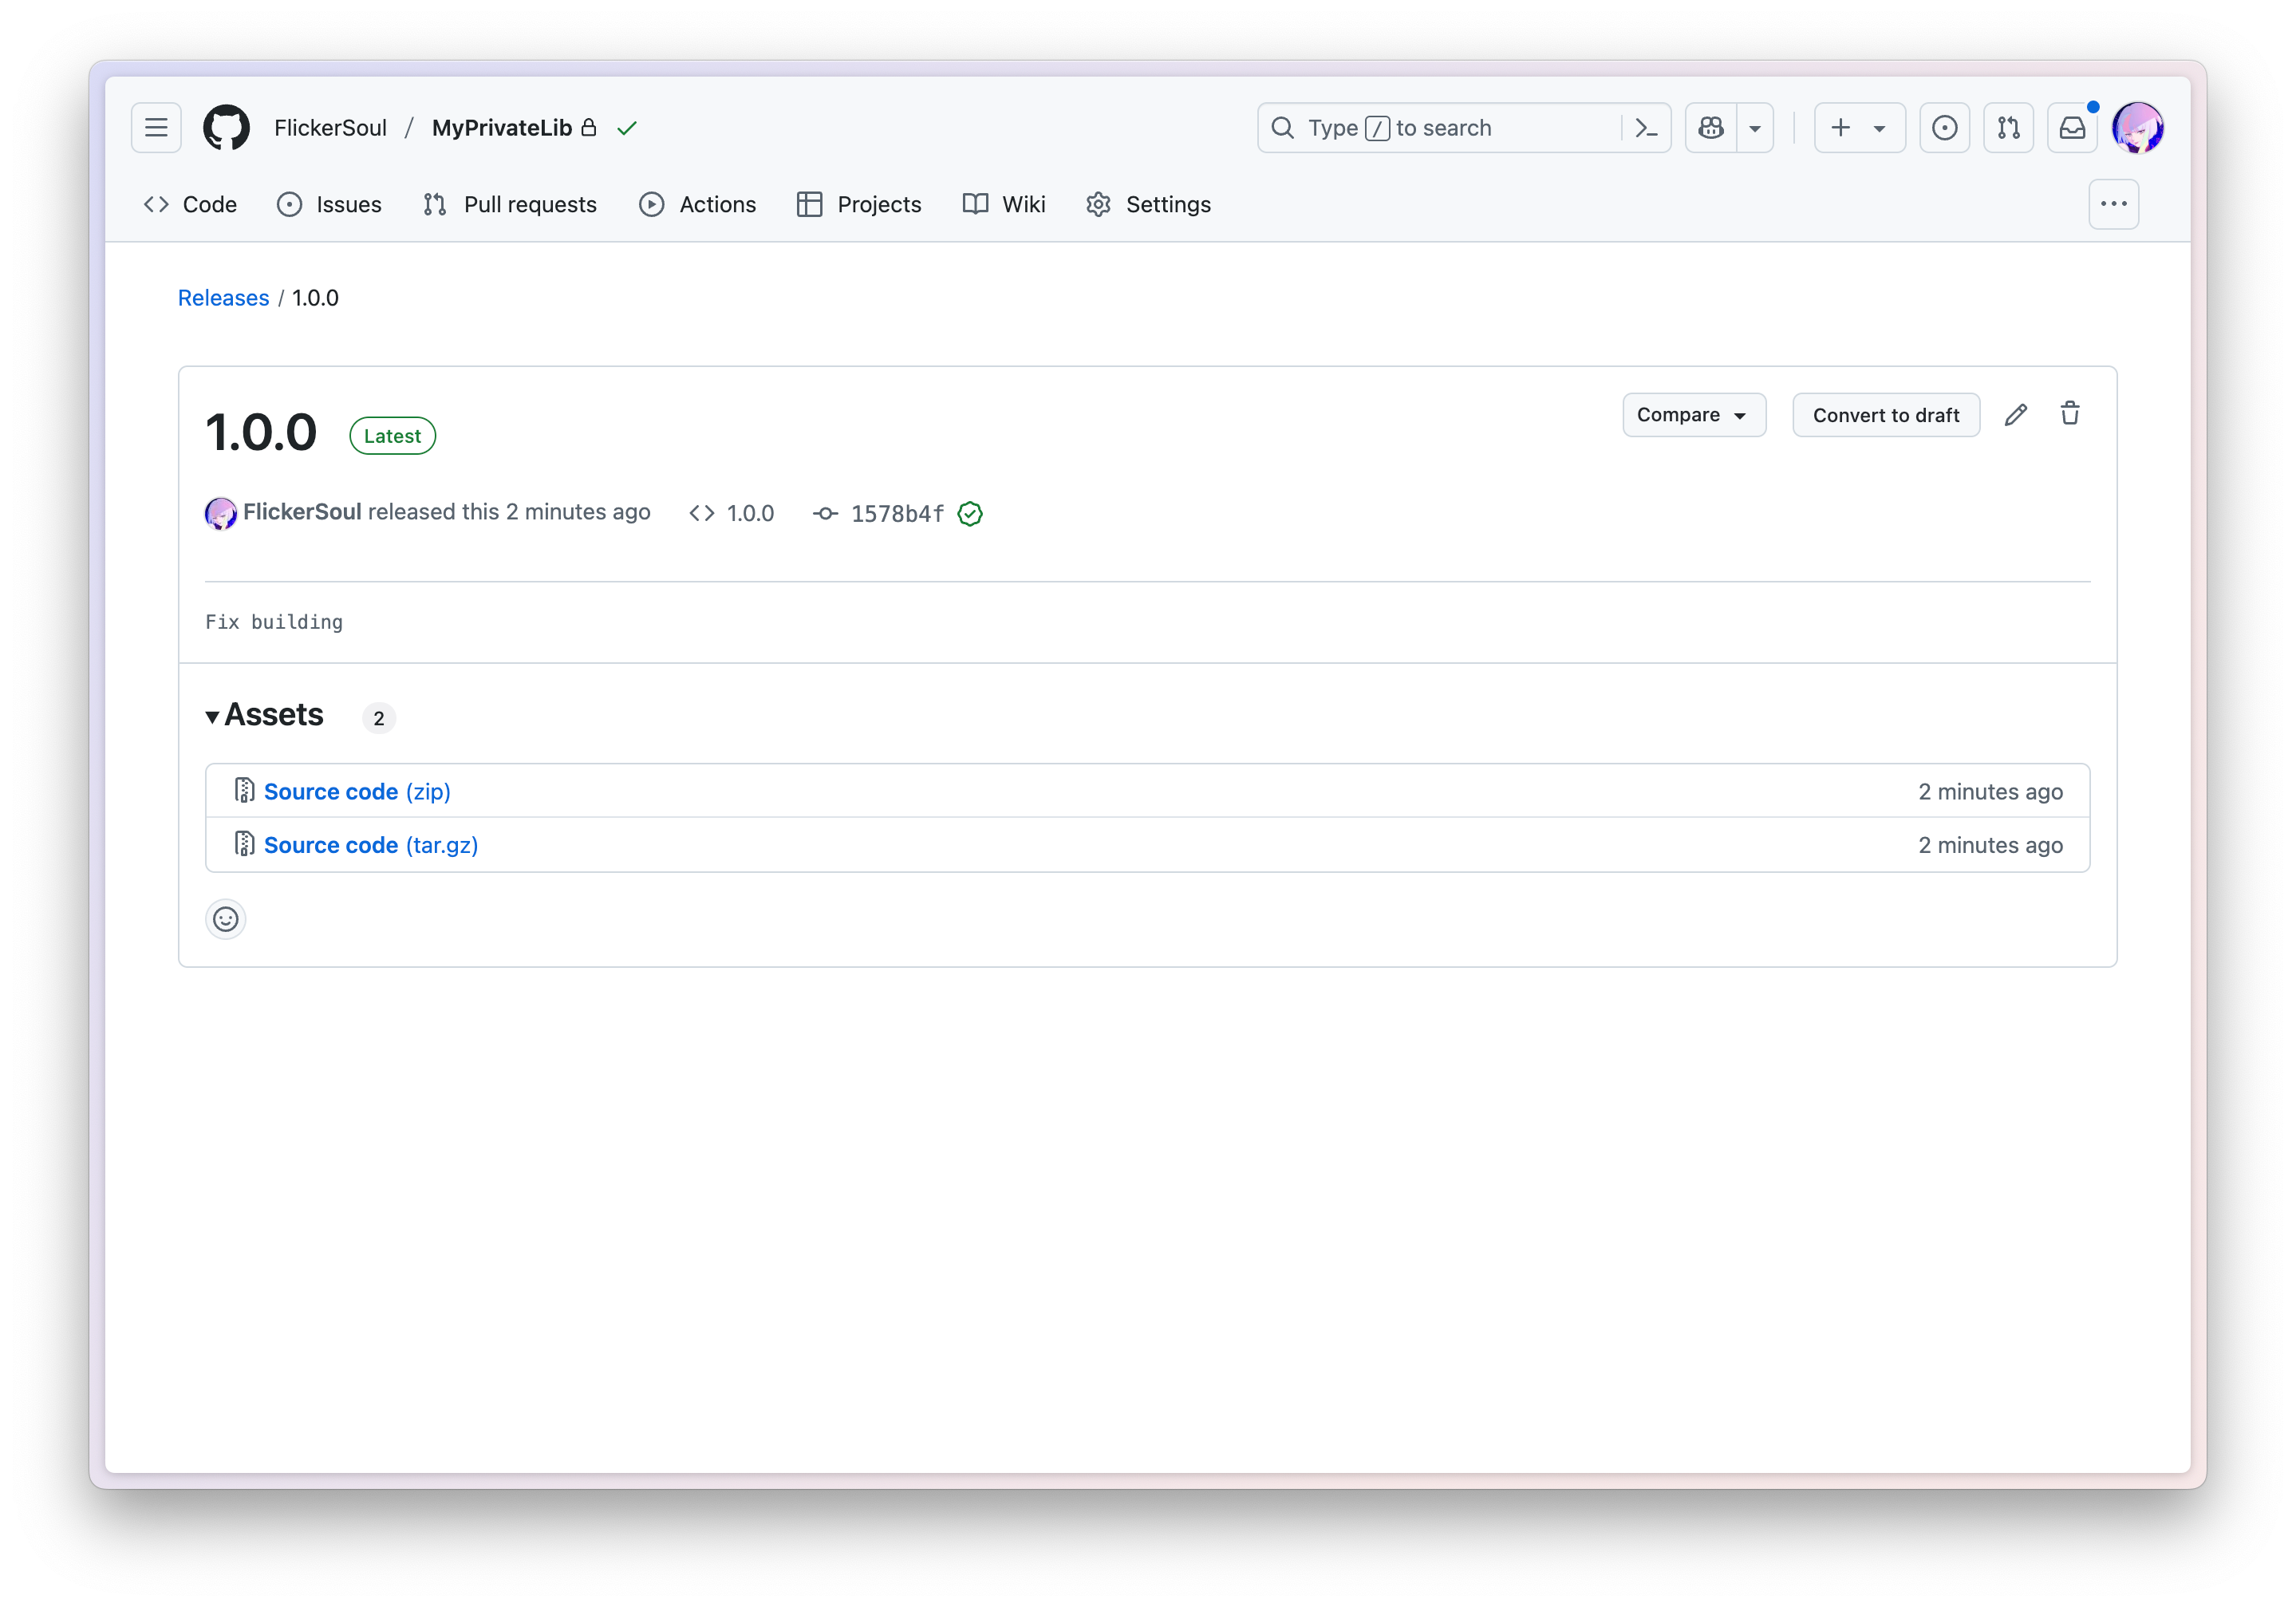 FlickerSoul / MyPrivateLib
Type / to search
Code Issues Pull requests Actions Projects Wiki Settings
Releases / 1.0.0
1.0.0 Latest
Compare Convert to draft
FlickerSoul released this 2 minutes ago 1.0.0 1578b4f
Fix building
Assets 2
Source code (zip) 2 minutes ago
Source code (tar.gz) 2 minutes ago